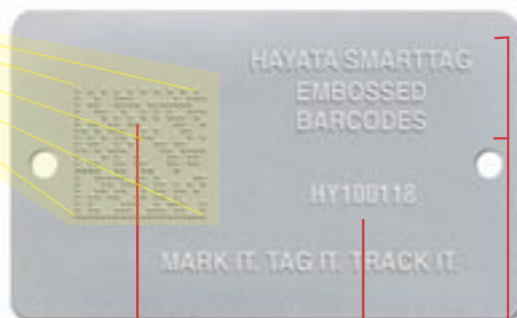 HAYATA SMARTTAG
EMBOSSED
BARCODES
HY100118
MARK IT. TAG IT. TRACK IT.